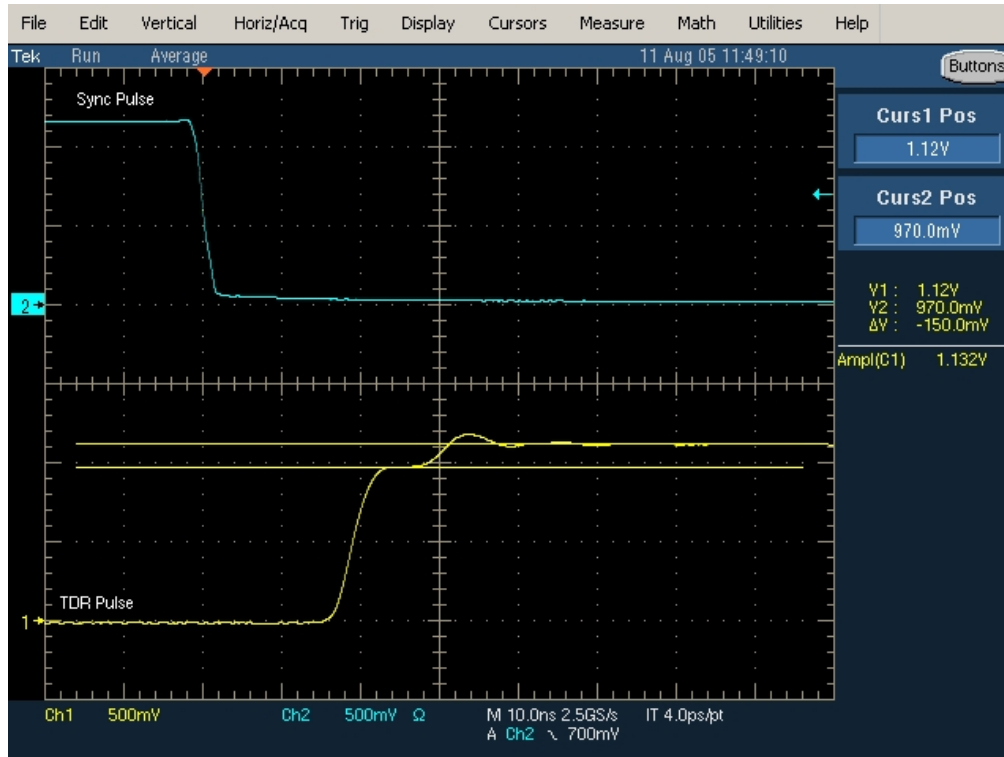 File Edit Vertical Horiz/Acq Trig Display Cursors Measure Math Utilities Help
Tek Run Average 11 Aug 05 11:49:10 Buttons
Sync Pulse
Curs1 Pos
1.12V
Curs2 Pos
970.0mV
2
V1 : 1.12V
V2 : 970.0mV
ΔV : -150.0mV
Ampl(C1) 1.132V
TDR Pulse
1
Ch1 500mV Ch2 500mV Ω M 10.0ns 2.5GS/s IT 4.0ps/pt
A Ch2 \ 700mV